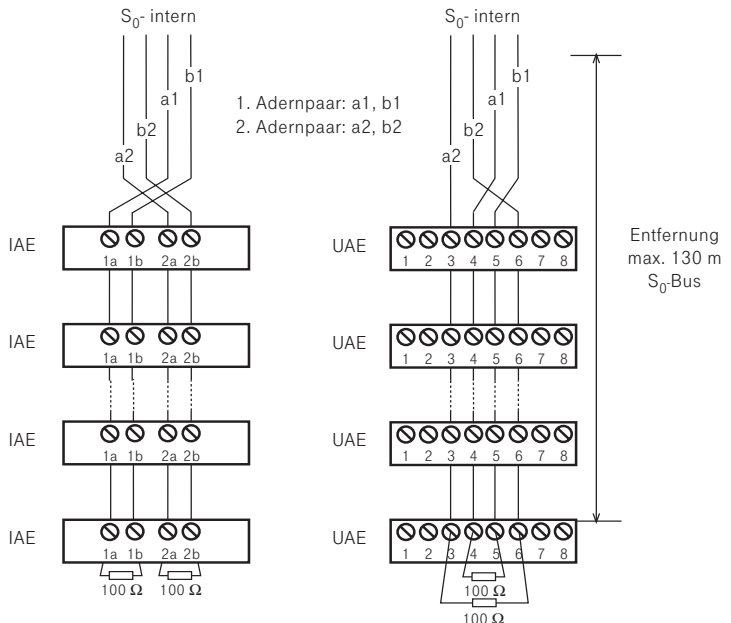 S0- intern
S0- intern
b1
a1
b2
a2
1. Adernpaar: a1, b1
2. Adernpaar: a2, b2
b1
a1
b2
a2
IAE
1a 1b 2a 2b
UAE
1 2 3 4 5 6 7 8
Entfernung
max. 130 m
S0-Bus
IAE
1a 1b 2a 2b
UAE
1 2 3 4 5 6 7 8
IAE
1a 1b 2a 2b
UAE
1 2 3 4 5 6 7 8
IAE
1a 1b 2a 2b
100 Ω 100 Ω
UAE
1 2 3 4 5 6 7 8
100 Ω
100 Ω